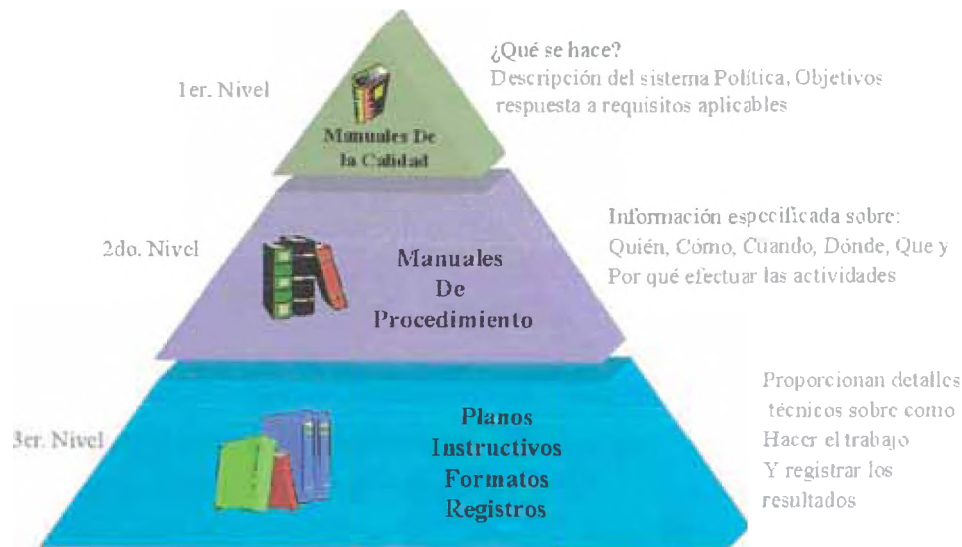 1er. Nivel
Manuales De
la Calidad
¿Qué se hace?
Descripción del sistema Política, Objetivos
respuesta a requisitos aplicables
2do. Nivel
Manuales
De
Procedimiento
Información especificada sobre:
Quién, Cómo, Cuando, Dónde, Que y
Por qué efectuar las actividades
3er. Nivel
Planos
Instructivos
Formatos
Registros
Proporcionan detalles
técnicos sobre como
Hacer el trabajo
Y registrar los
resultados